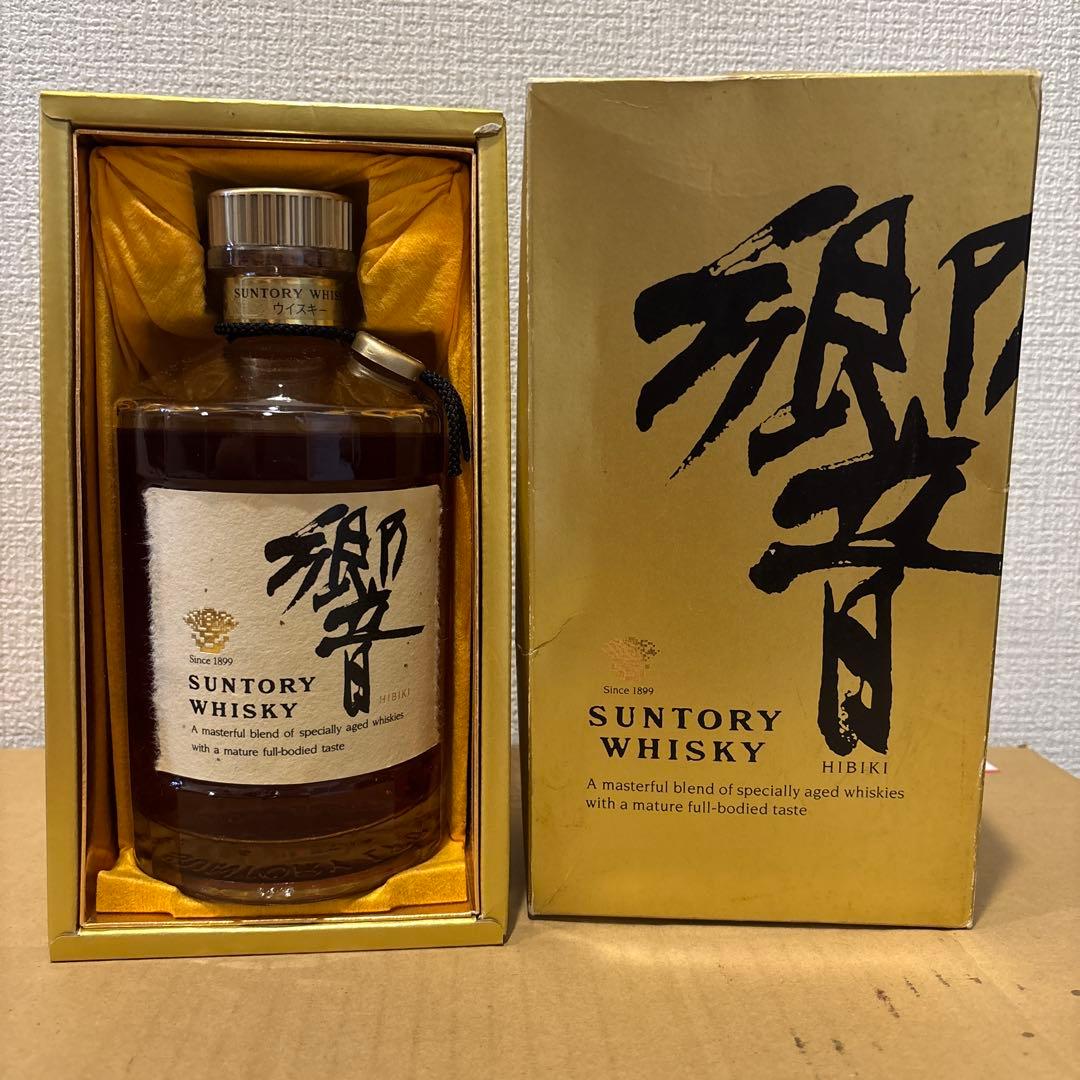 SUNTORY WHIS
ウイスキー
響
Since 1899
SUNTORY
WHISKY
HIBIKI
A masterful blend of specially aged whiskies
with a mature full-bodied taste
響
Since 1899
SUNTORY
WHISKY
HIBIKI
A masterful blend of specially aged whiskies
with a mature full-bodied taste